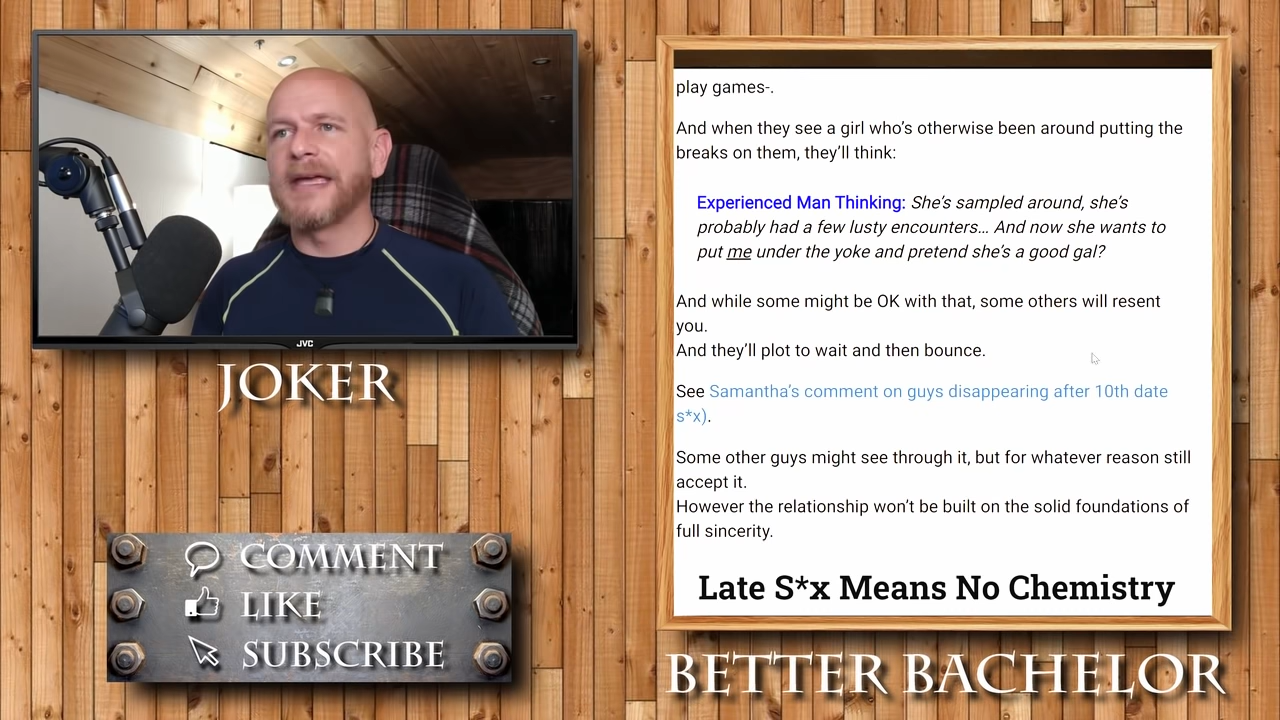 JVC
JOKER
COMMENT
LIKE
SUBSCRIBE
play games-.
And when they see a girl who's otherwise been around putting the
breaks on them, they'll think:
Experienced Man Thinking: She's sampled around, she's
probably had a few lusty encounters… And now she wants to
put me under the yoke and pretend she's a good gal?
And while some might be OK with that, some others will resent
you.
And they'll plot to wait and then bounce.
See Samantha's comment on guys disappearing after 10th date
s*x).
Some other guys might see through it, but for whatever reason still
accept it.
However the relationship won't be built on the solid foundations of
full sincerity.
Late S*x Means No Chemistry
BETTER BACHELOR